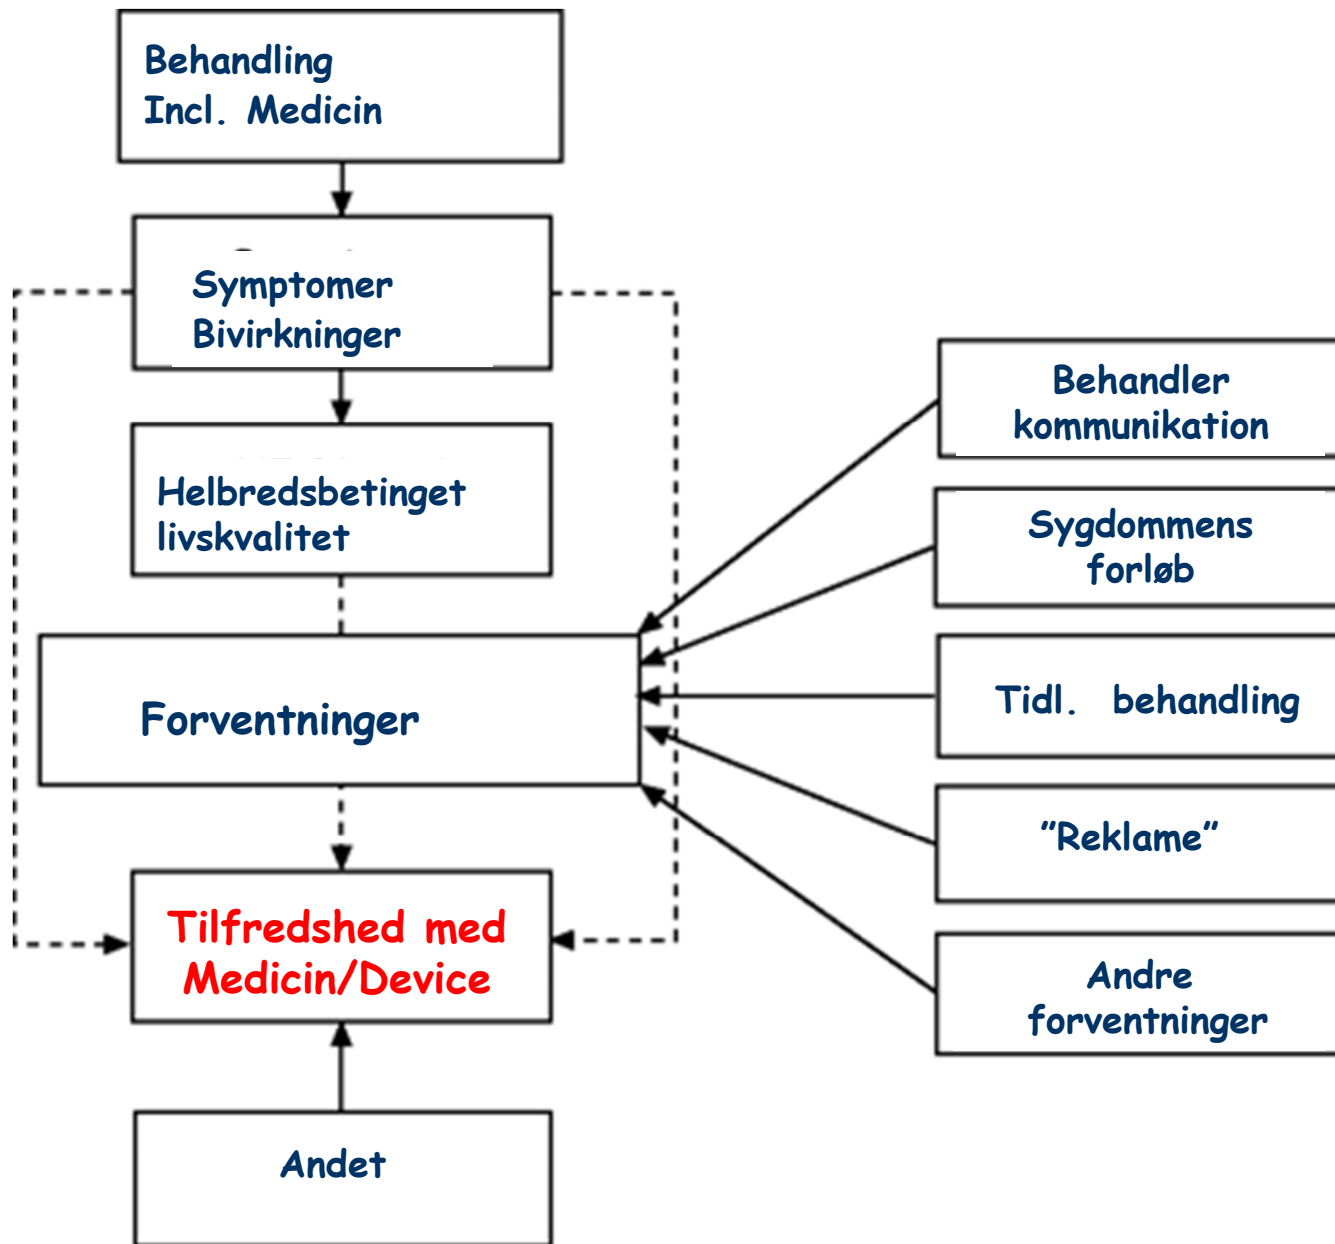 Behandling
Incl. Medicin
Symptomer
Bivirkninger
Helbredsbetinget
livskvalitet
Forventninger
Tilfredshed med
Medicin/Device
Andet
Behandler
kommunikation
Sygdommens
forløb
Tidl. behandling
"Reklame"
Andre
forventninger